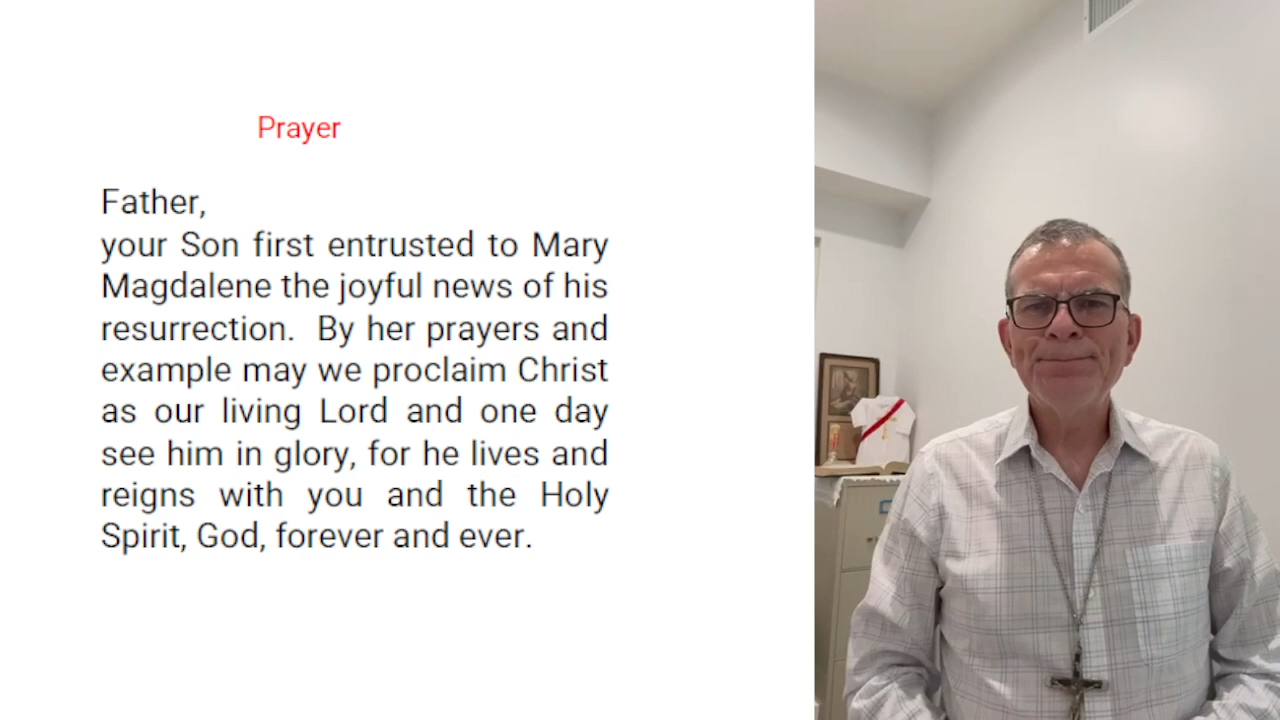 Prayer
Father,
your Son first entrusted to Mary
Magdalene the joyful news of his
resurrection.  By her prayers and
example may we proclaim Christ
as our living Lord and one day
see him in glory, for he lives and
reigns with you and the Holy
Spirit, God, forever and ever.